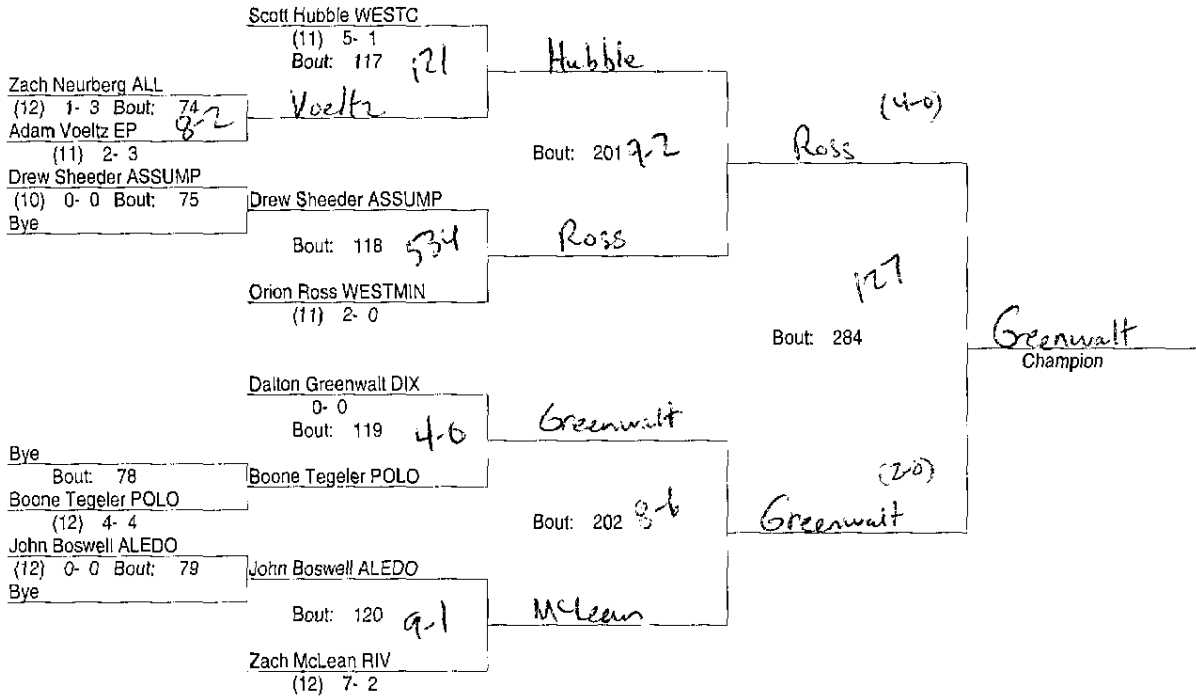 Scott Hubble WESTC
(11) 5- 1
Bout: 117 121
Hubble
Zach Neurberg ALL
(12) 1- 3 Bout: 74 8-2
Voeltz
Adam Voeltz EP
(11) 2- 3
Bout: 201 9-2
Ross (4-0)
Drew Sheeder ASSUMP
(10) 0- 0 Bout: 75
Drew Sheeder ASSUMP
Bye
Bout: 118 534
Ross
Orion Ross WESTMIN
(11) 2- 0
127
Bout: 284
Greenwalt
Champion
Dalton Greenwalt DIX
0- 0
Bout: 119 4-0
Greenwalt
Bye
Bout: 78
Boone Tegeler POLO
Boone Tegeler POLO
(12) 4- 4
(2-0)
Bout: 202 8-6
Greenwalt
John Boswell ALEDO
(12) 0- 0 Bout: 79
John Boswell ALEDO
Bye
Bout: 120 9-1
McLean
Zach McLean RIV
(12) 7- 2